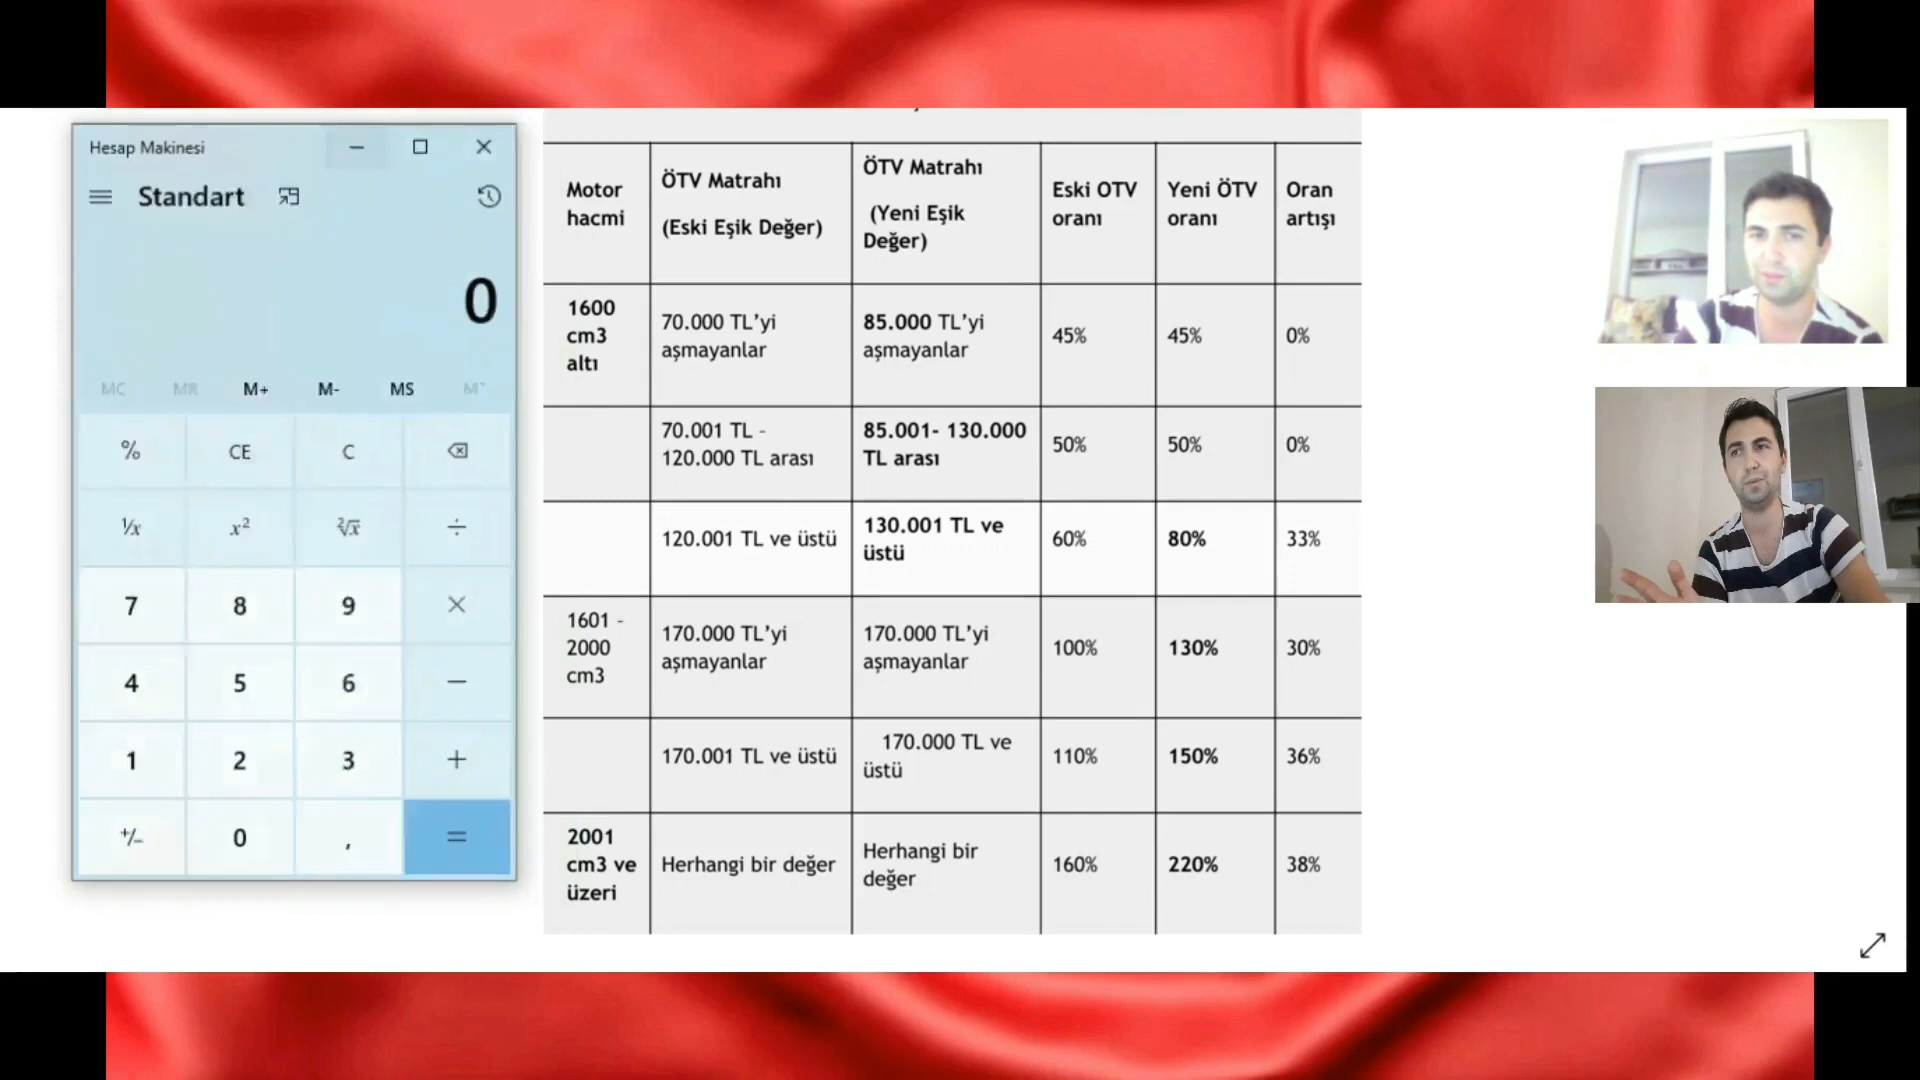 Hesap Makinesi
Standart
0
MC MR M+ M- MS
% CE C
¹/x x² ²√x ÷
7 8 9 ×
4 5 6 −
1 2 3 +
+/− 0 , =
Motor
hacmi
ÖTV Matrahı
(Eski Eşik Değer)
ÖTV Matrahı
(Yeni Eşik
Değer)
Eski OTV
oranı
Yeni ÖTV
oranı
Oran
artışı
1600
cm3
altı
70.000 TL’yi
aşmayanlar
85.000 TL’yi
aşmayanlar
45%
45%
0%
70.001 TL -
120.000 TL arası
85.001- 130.000
TL arası
50%
50%
0%
120.001 TL ve üstü
130.001 TL ve
üstü
60%
80%
33%
1601 -
2000
cm3
170.000 TL’yi
aşmayanlar
170.000 TL’yi
aşmayanlar
100%
130%
30%
170.001 TL ve üstü
170.000 TL ve
üstü
110%
150%
36%
2001
cm3 ve
üzeri
Herhangi bir değer
Herhangi bir
değer
160%
220%
38%